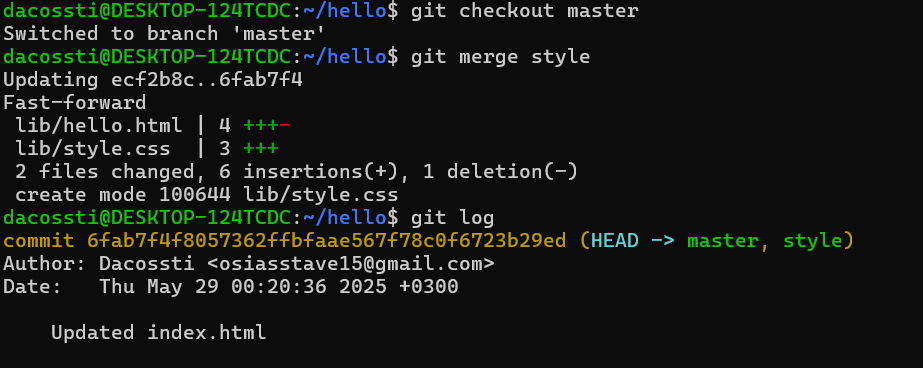 dacossti@DESKTOP-124TCDC:~/hello$ git checkout master
Switched to branch 'master'
dacossti@DESKTOP-124TCDC:~/hello$ git merge style
Updating ecf2b8c..6fab7f4
Fast-forward
 lib/hello.html | 4 +++-
 lib/style.css  | 3 +++
 2 files changed, 6 insertions(+), 1 deletion(-)
 create mode 100644 lib/style.css
dacossti@DESKTOP-124TCDC:~/hello$ git log
commit 6fab7f4f8057362ffbfaae567f78c0f6723b29ed (HEAD -> master, style)
Author: Dacossti <osiasstave15@gmail.com>
Date:   Thu May 29 00:20:36 2025 +0300
    Updated index.html